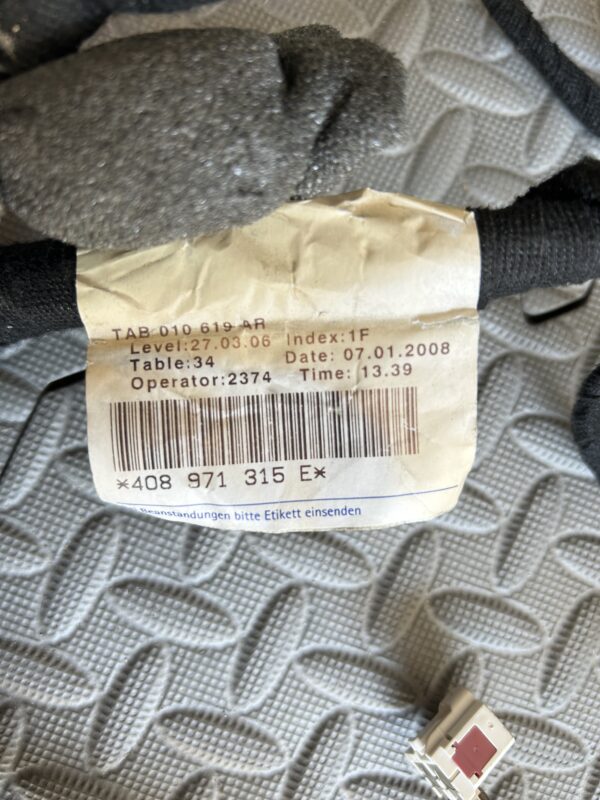 TAB 010 619 AR
Level:27.03.06 Index:1F
Table:34 Date: 07.01.2008
Operator:2374 Time: 13.39
*408 971 315 E*
Beanstandungen bitte Etikett einsenden